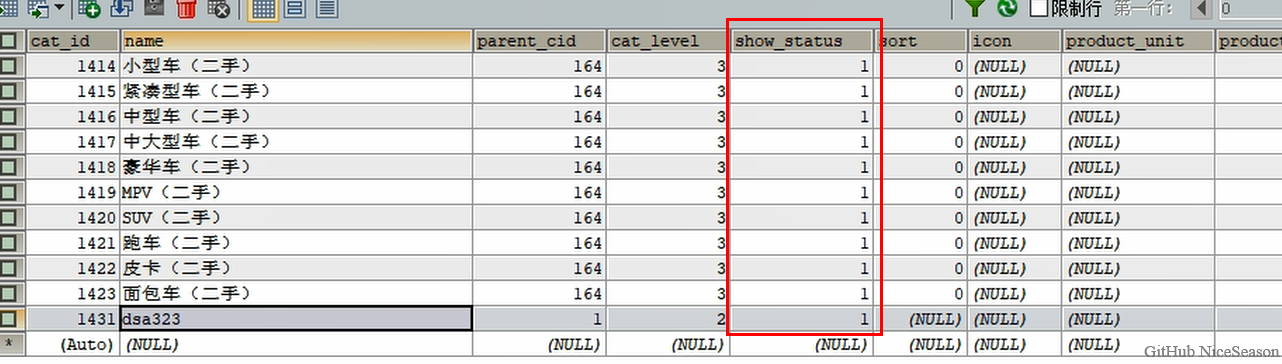 限制行 第一行： 0
cat_id name parent_cid cat_level show_status sort icon product_unit produc
1414 小型车（二手） 164 3 1 0 (NULL) (NULL)
1415 紧凑型车（二手） 164 3 1 0 (NULL) (NULL)
1416 中型车（二手） 164 3 1 0 (NULL) (NULL)
1417 中大型车（二手） 164 3 1 0 (NULL) (NULL)
1418 豪华车（二手） 164 3 1 0 (NULL) (NULL)
1419 MPV（二手） 164 3 1 0 (NULL) (NULL)
1420 SUV（二手） 164 3 1 0 (NULL) (NULL)
1421 跑车（二手） 164 3 1 0 (NULL) (NULL)
1422 皮卡（二手） 164 3 1 0 (NULL) (NULL)
1423 面包车（二手） 164 3 1 0 (NULL) (NULL)
1431 dsa323 1 2 1 (NULL) (NULL) (NULL)
* (Auto) (NULL) (NULL) (NULL) (NULL) (NULL) (NULL) (NULL)
GitHub NiceSeason